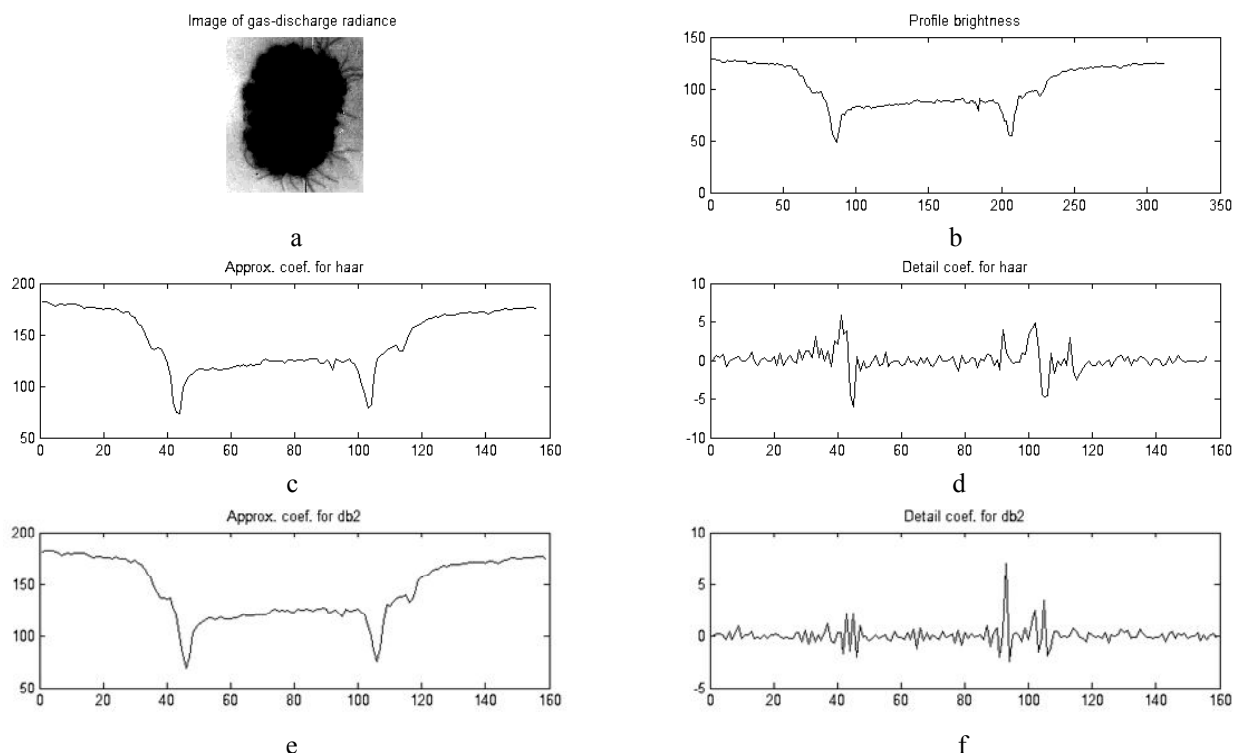 Image of gas-discharge radiance
a
Profile brightness
150
100
50
0
0 50 100 150 200 250 300 350
b
Approx. coef. for haar
200
150
100
50
0 20 40 60 80 100 120 140 160
c
Detail coef. for haar
10
5
0
-5
-10
0 20 40 60 80 100 120 140 160
d
Approx. coef. for db2
200
150
100
50
0 20 40 60 80 100 120 140 160
e
Detail coef. for db2
10
5
0
-5
0 20 40 60 80 100 120 140 160
f